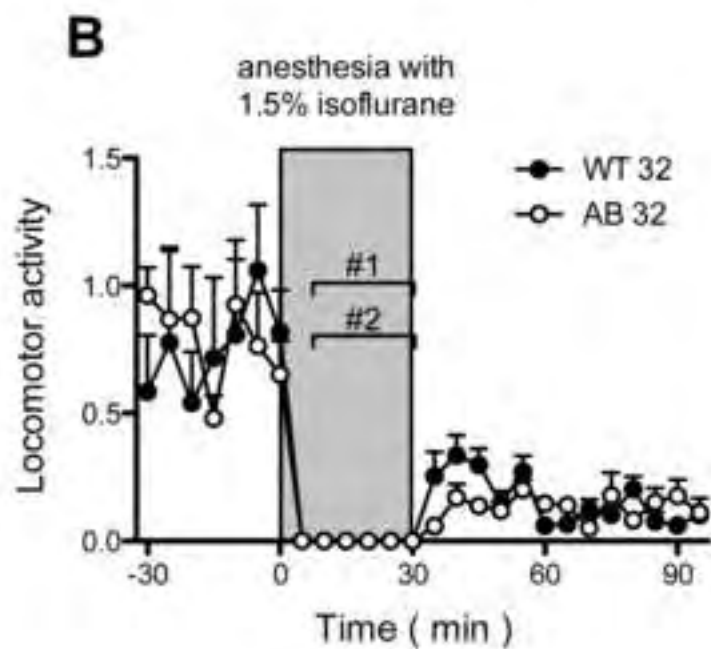 B
anesthesia with
1.5% isoflurane
1.5
1.0
0.5
0.0
Locomotor activity
WT 32
AB 32
#1
#2
-30 0 30 60 90
Time ( min )